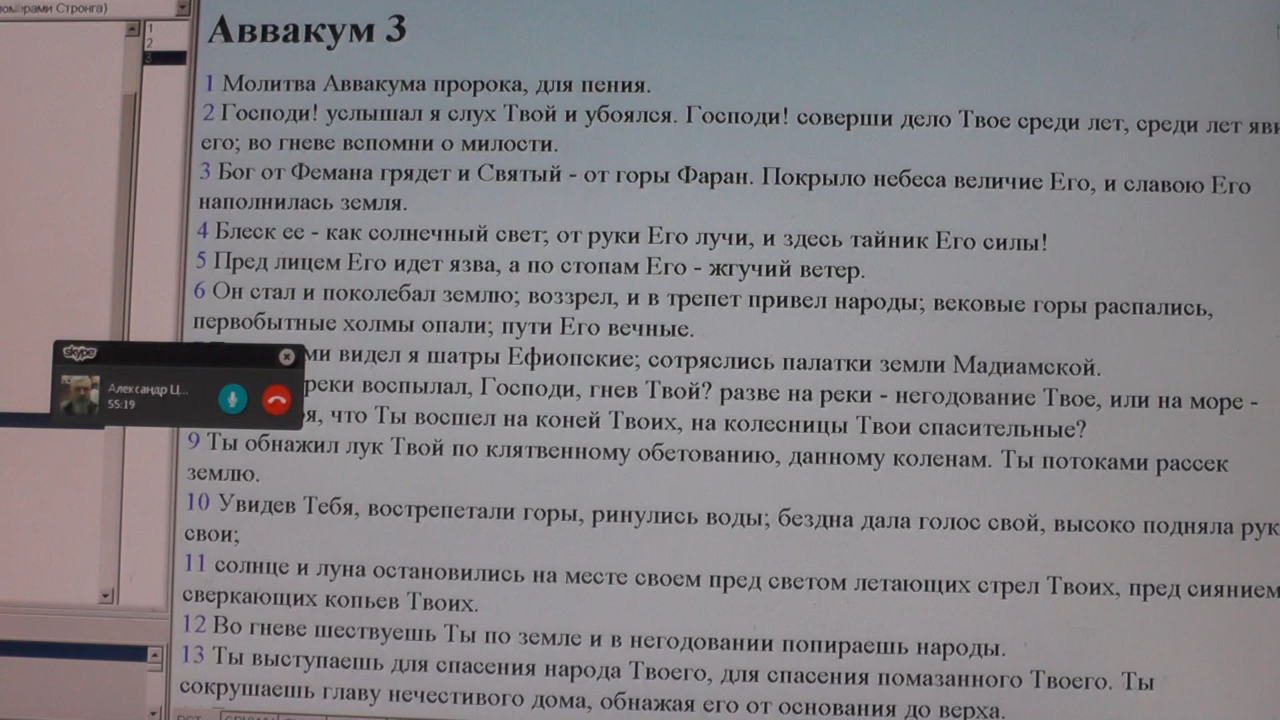 рами Стронга)
1
2
3
Аввакум 3
1 Молитва Аввакума пророка, для пения.
2 Господи! услышал я слух Твой и убоялся. Господи! соверши дело Твое среди лет, среди лет яви
его; во гневе вспомни о милости.
3 Бог от Фемана грядет и Святый - от горы Фаран. Покрыло небеса величие Его, и славою Его
наполнилась земля.
4 Блеск ее - как солнечный свет; от руки Его лучи, и здесь тайник Его силы!
5 Пред лицем Его идет язва, а по стопам Его - жгучий ветер.
6 Он стал и поколебал землю; воззрел, и в трепет привел народы; вековые горы распались,
первобытные холмы опали; пути Его вечные.
ми видел я шатры Ефиопские; сотряслись палатки земли Мадиамской.
реки воспылал, Господи, гнев Твой? разве на реки - негодование Твое, или на море -
я, что Ты восшел на коней Твоих, на колесницы Твои спасительные?
skype
Александр Ц...
55:19
9 Ты обнажил лук Твой по клятвенному обетованию, данному коленам. Ты потоками рассек
землю.
10 Увидев Тебя, вострепетали горы, ринулись воды; бездна дала голос свой, высоко подняла рук
свои;
11 солнце и луна остановились на месте своем пред светом летающих стрел Твоих, пред сиянием
сверкающих копьев Твоих.
12 Во гневе шествуешь Ты по земле и в негодовании попираешь народы.
13 Ты выступаешь для спасения народа Твоего, для спасения помазанного Твоего. Ты
сокрушаешь главу нечестивого дома, обнажая его от основания до верха.